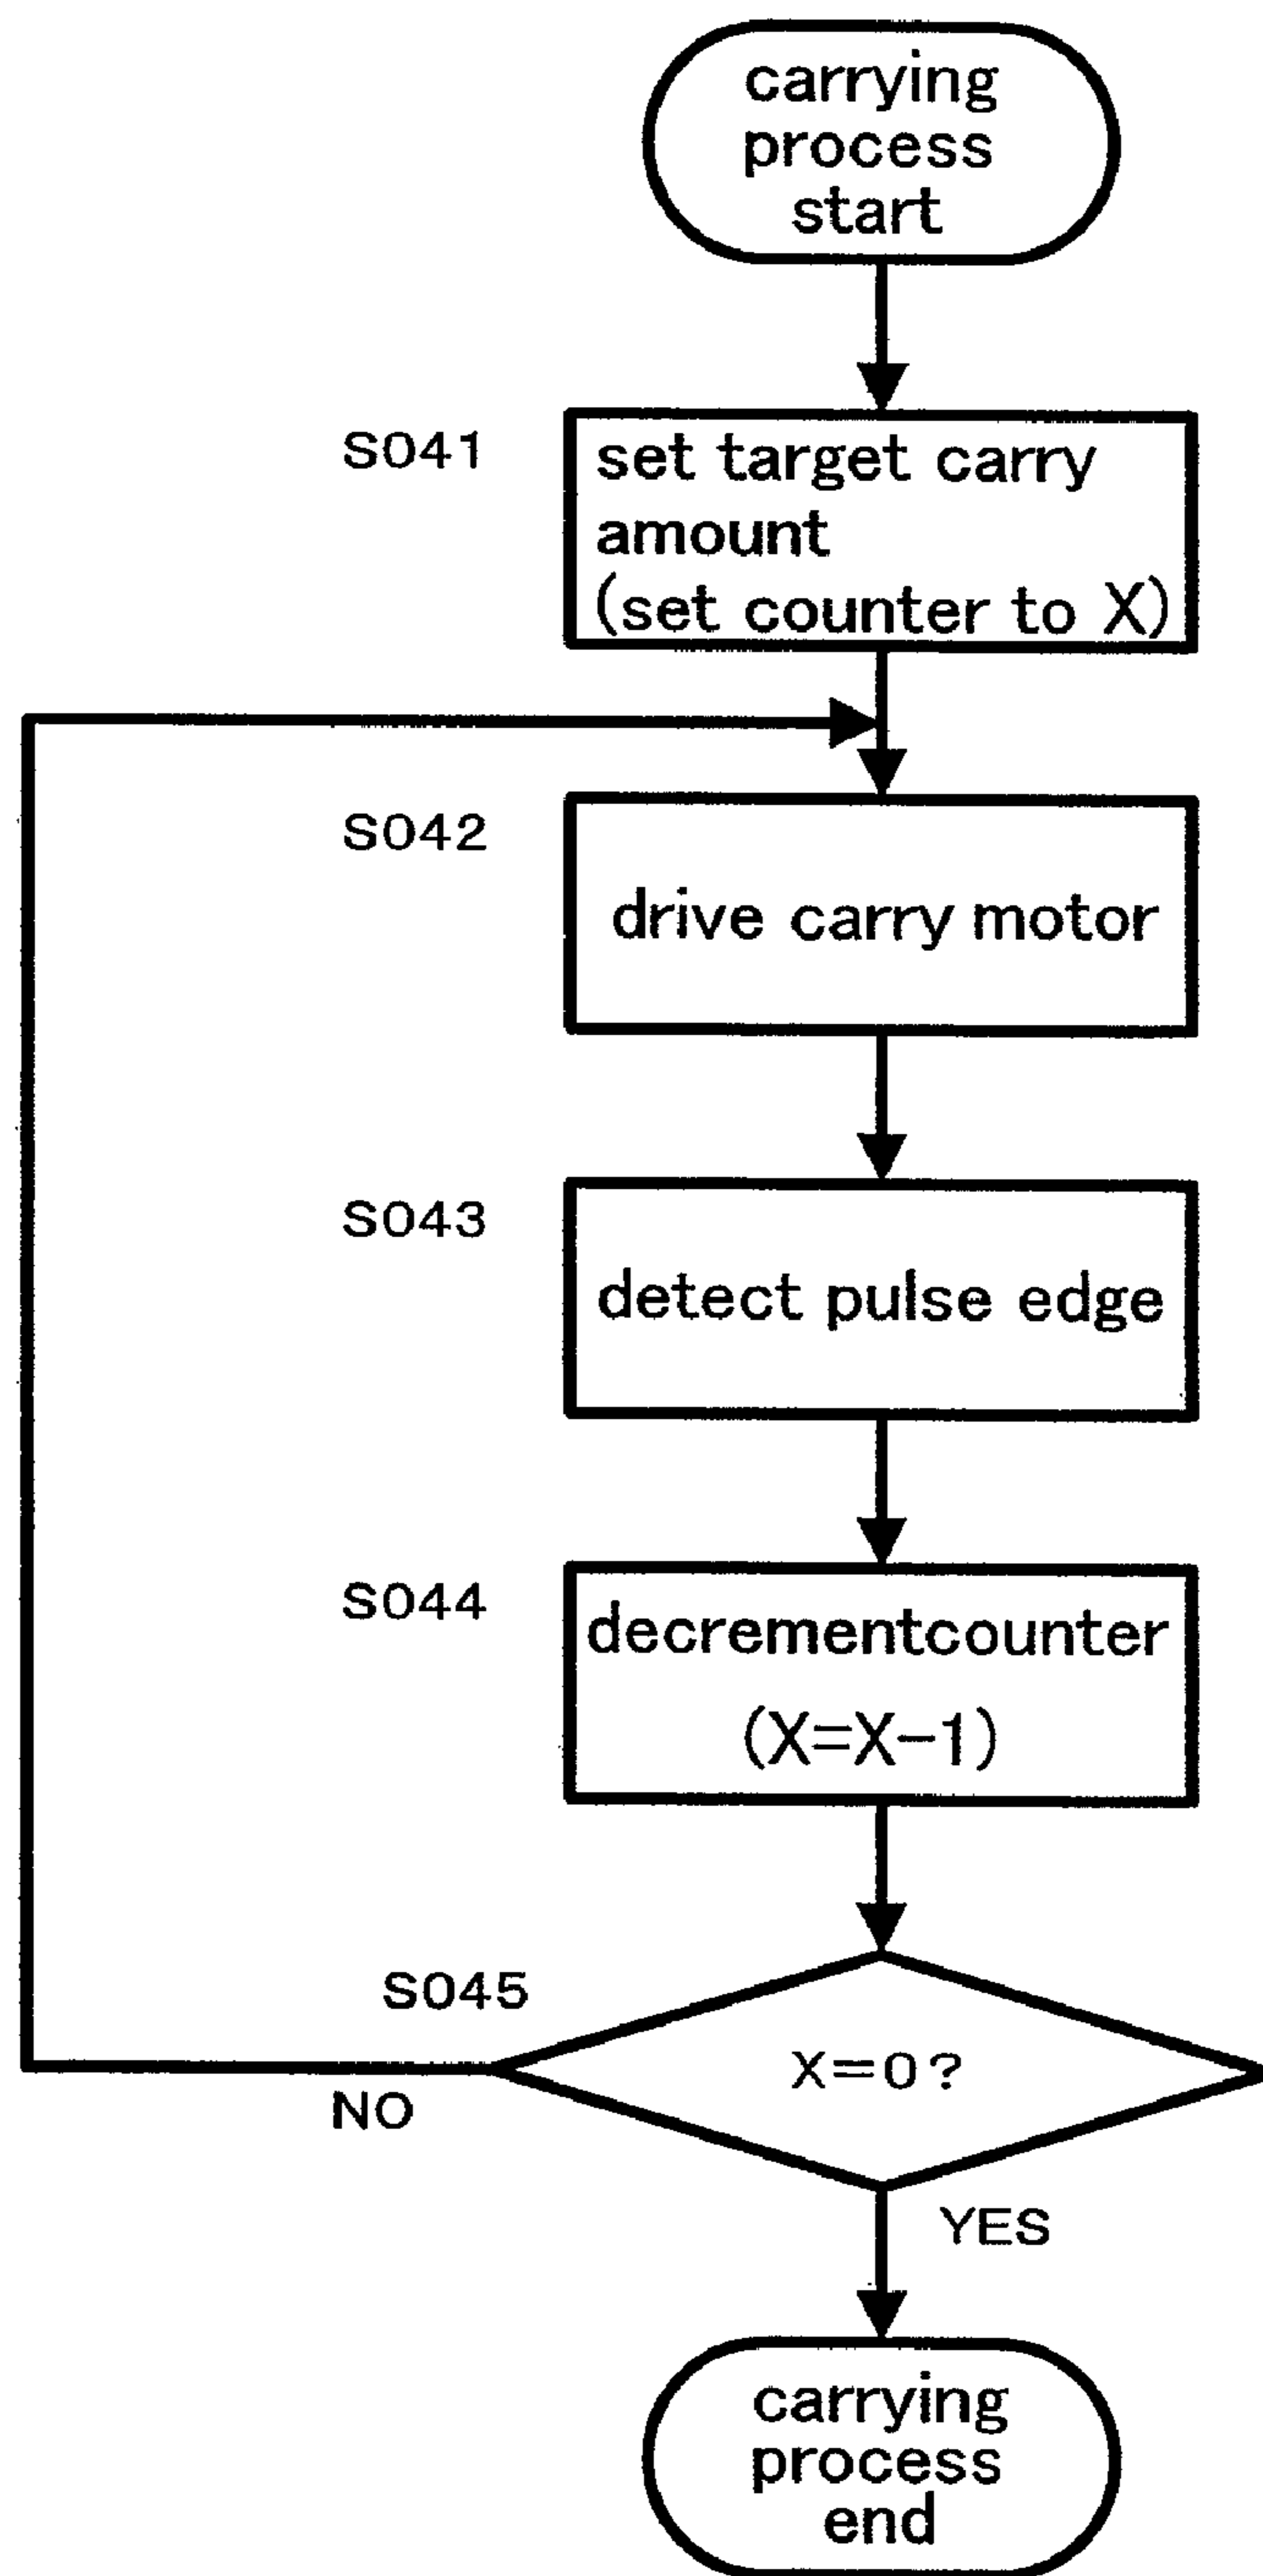 carrying
process
start
S041
set target carry
amount
(set counter to X)
S042
drive carry motor
S043
detect pulse edge
S044
decrementcounter
(X=X-1)
S045
X=0?
NO
YES
carrying
process
end